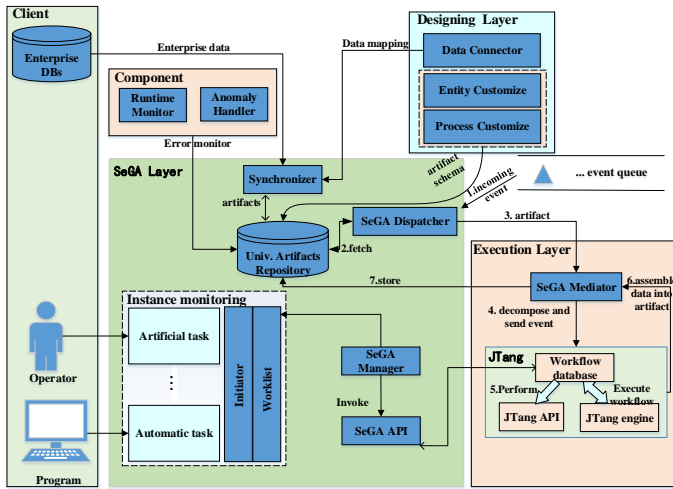 Client
Enterprise
DBs
Enterprise data
Component
Runtime
Monitor
Anomaly
Handler
Error monitor
Designing Layer
Data mapping
Data Connector
Entity Customize
Process Customize
SeGA Layer
Synchronizer
artifacts
artifact
schema
1.incoming
event
... event queue
SeGA Dispatcher
3. artifact
2.fetch
Univ. Artifacts
Repository
7.store
Execution Layer
SeGA Mediator
6.assemble
data into
artifact
4. decompose and
send event
Instance monitoring
Artificial task
Automatic task
Initiator
Worklist
SeGA
Manager
Invoke
SeGA API
JTang
Workflow
database
5.Perform
Execute
workflow
JTang API
JTang engine
Operator
Program